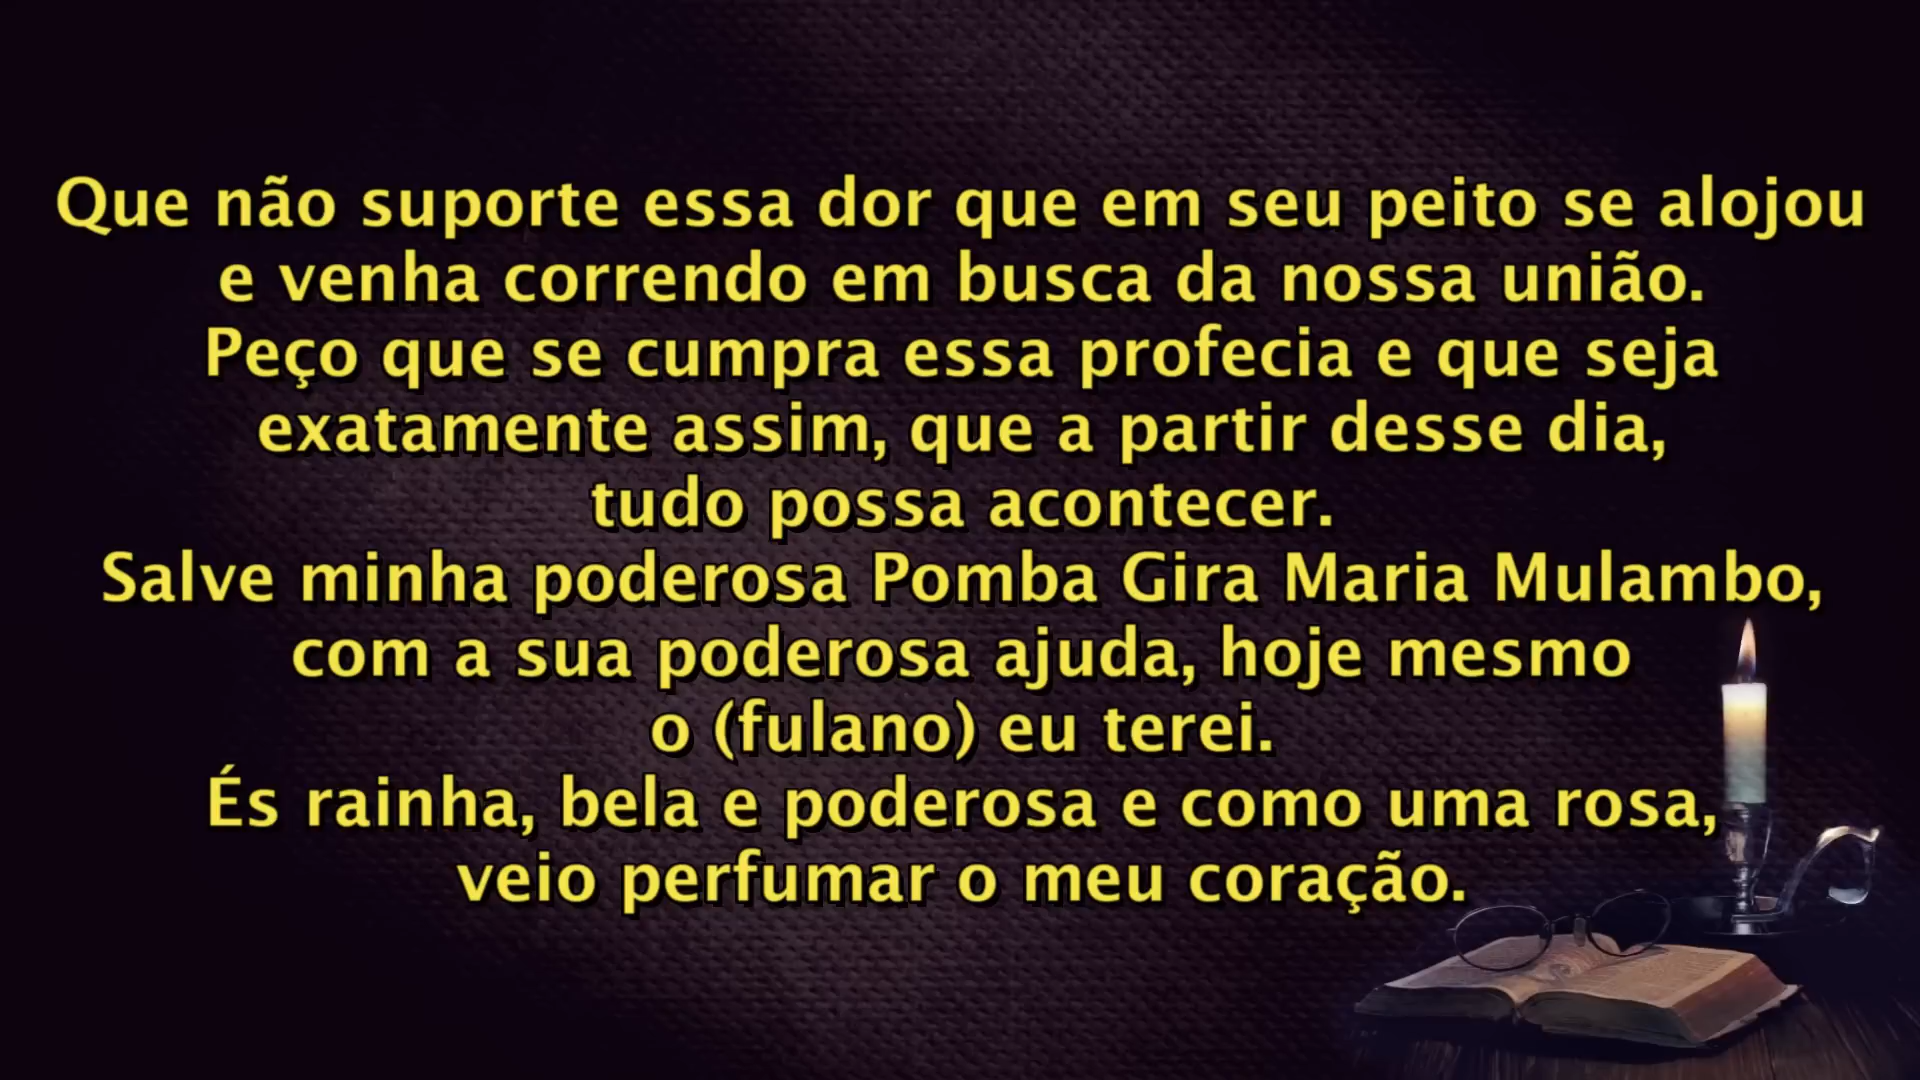 Que não suporte essa dor que em seu peito se alojou
e venha correndo em busca da nossa união.
Peço que se cumpra essa profecia e que seja
exatamente assim, que a partir desse dia,
tudo possa acontecer.
Salve minha poderosa Pomba Gira Maria Mulambo,
com a sua poderosa ajuda, hoje mesmo
o (fulano) eu terei.
És rainha, bela e poderosa e como uma rosa,
veio perfumar o meu coração.